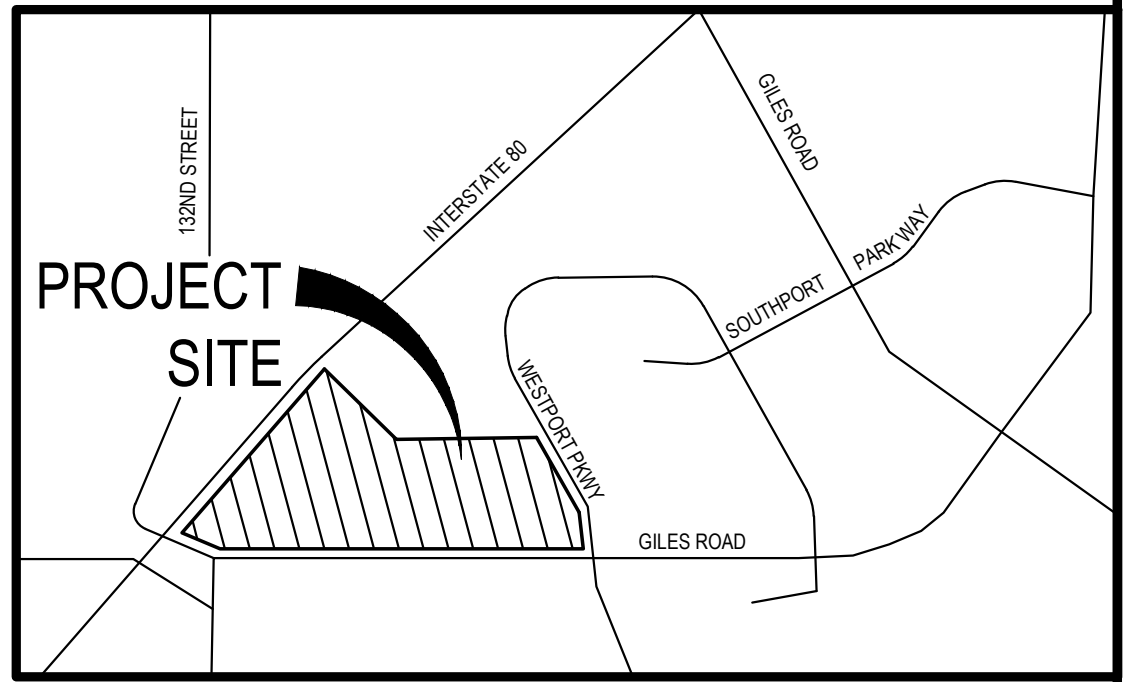 132ND STREET
INTERSTATE 80
GILES ROAD
PROJECT
SITE
SOUTHPORT PARKWAY
WESTPORT PKWY
GILES ROAD